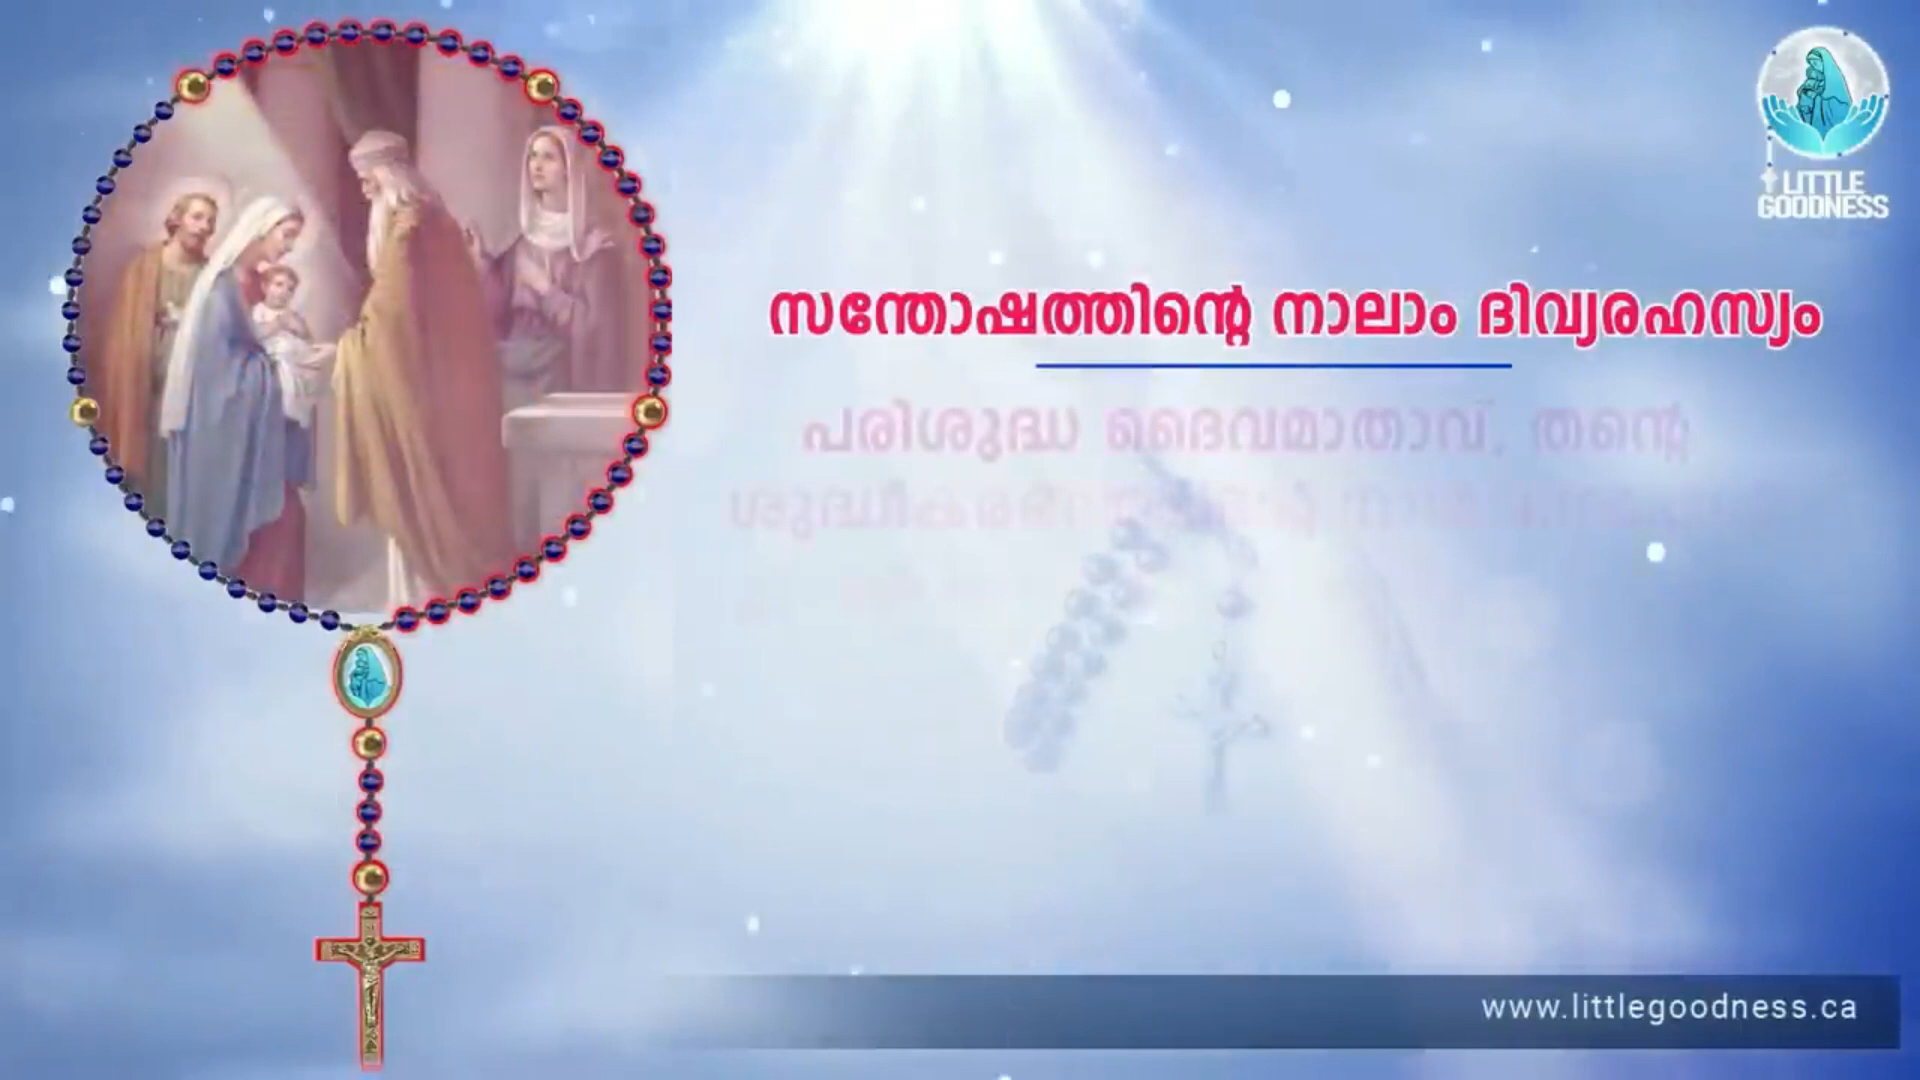 LITTLE
GOODNESS
സന്തോഷത്തിന്റെ നാലാം ദിവ്യരഹസ്യം
പരിശുദ്ധ ദൈവമാതാവ്, തന്റെ
www.littlegoodness.ca